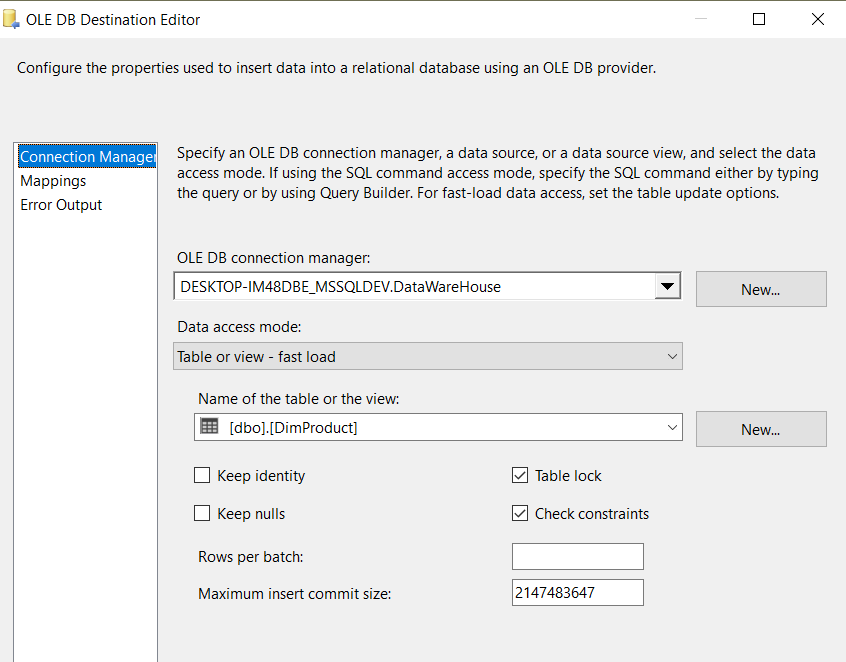 OLE DB Destination Editor
Configure the properties used to insert data into a relational database using an OLE DB provider.
Connection Manager
Mappings
Error Output
Specify an OLE DB connection manager, a data source, or a data source view, and select the data
access mode. If using the SQL command access mode, specify the SQL command either by typing
the query or by using Query Builder. For fast-load data access, set the table update options.
OLE DB connection manager:
DESKTOP-IM48DBE_MSSQLDEV.DataWareHouse
New...
Data access mode:
Table or view - fast load
Name of the table or the view:
[dbo].[DimProduct]
New...
Keep identity
Table lock
Keep nulls
Check constraints
Rows per batch:
Maximum insert commit size:
2147483647